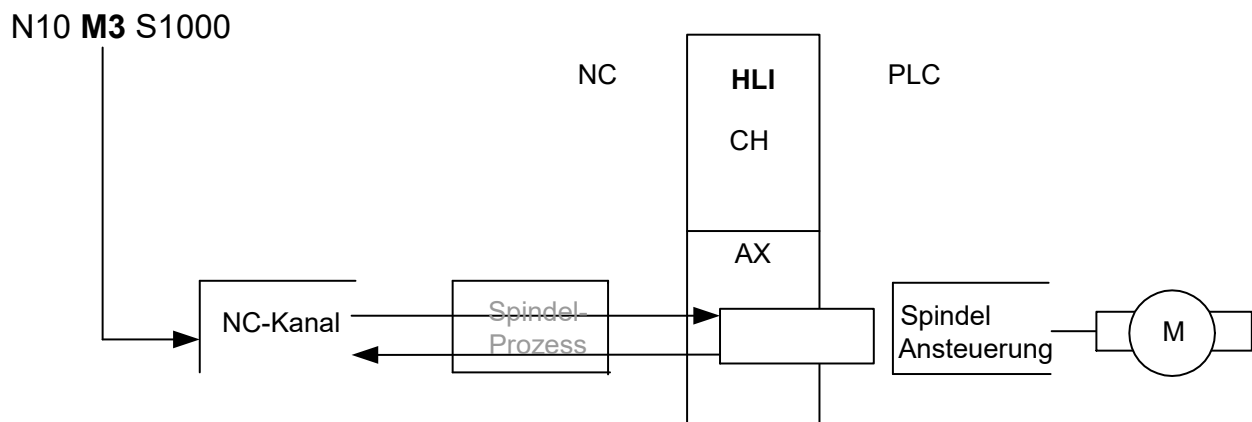 N10 M3 S1000
NC
HLI
PLC
CH
AX
NC-Kanal
Spindel-
Prozess
Spindel
Ansteuerung
M